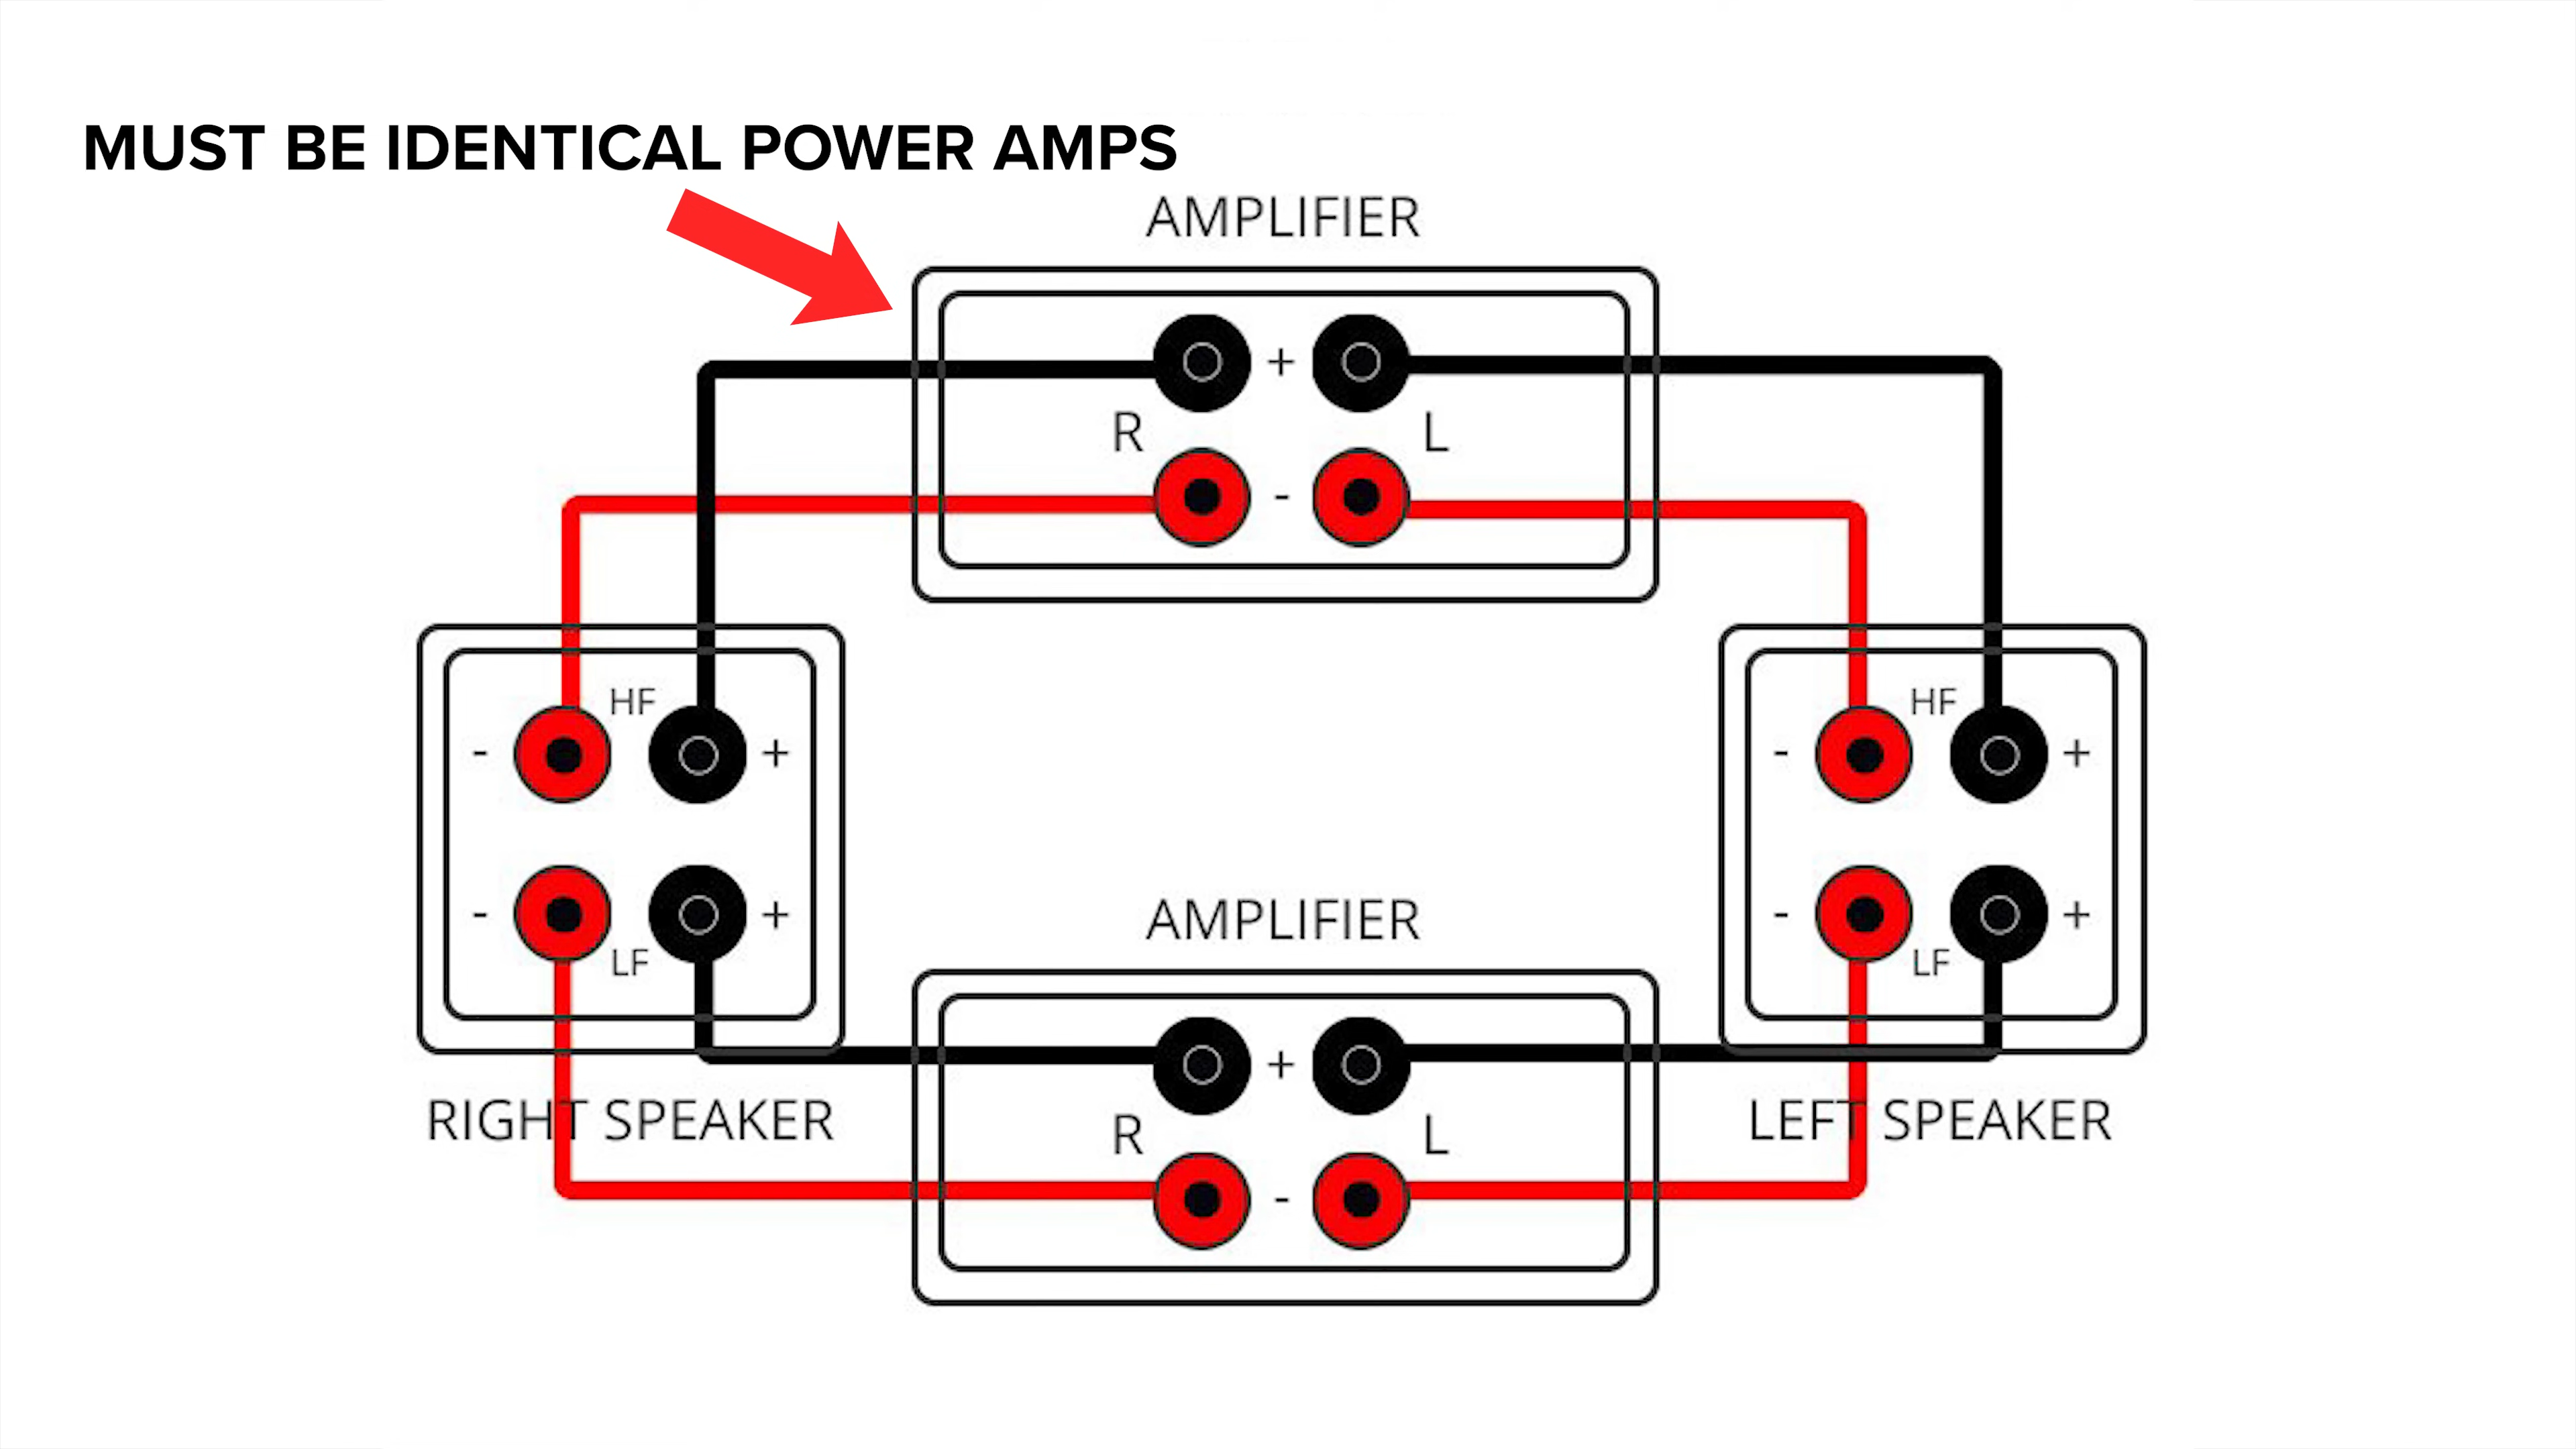 MUST BE IDENTICAL POWER AMPS
AMPLIFIER
+
R L
-
HF
- +
- +
LF
RIGHT SPEAKER
HF
- +
- +
LF
LEFT SPEAKER
AMPLIFIER
+
R L
-